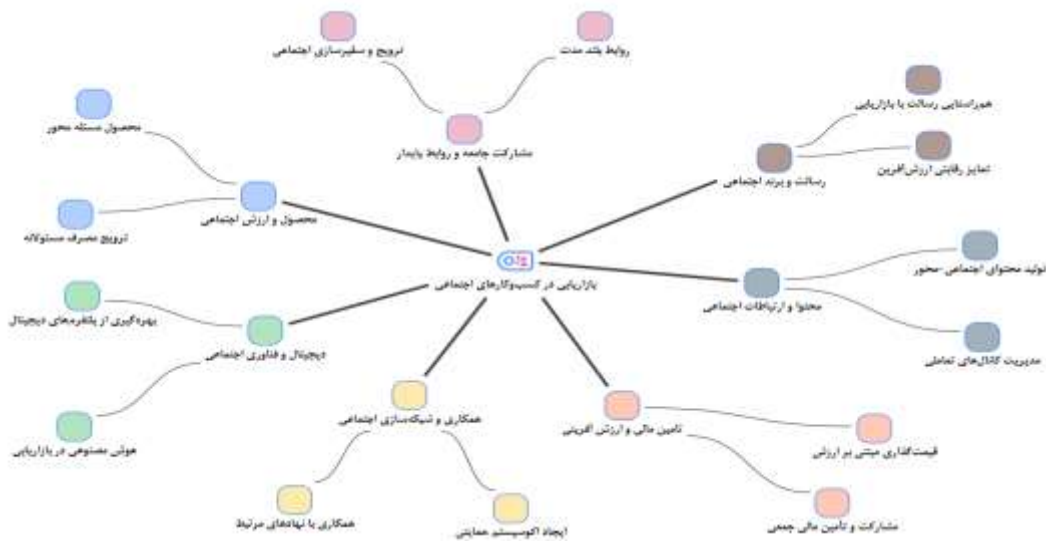 ترویج و سفیرسازی اجتماعی
روابط بلند مدت
مشارکت جامعه و روابط پایدار
هم‌راستایی رسالت با بازاریابی
تمایز رقابتی ارزش‌آفرین
رسالت و برند اجتماعی
محصول مسئله محور
محصول و ارزش اجتماعی
ترویج مصرف مسئولانه
بازاریابی در کسب‌وکارهای اجتماعی
تولید محتوای اجتماعی-محور
محتوا و ارتباطات اجتماعی
مدیریت کانال‌های تعاملی
بهره‌گیری از پلتفرم‌های دیجیتال
دیجیتال و فناوری اجتماعی
هوش مصنوعی در بازاریابی
همکاری و شبکه‌سازی اجتماعی
همکاری با نهادهای مرتبط
ایجاد اکوسیستم حمایتی
تامین مالی و ارزش آفرینی
قیمت‌گذاری مبتنی بر ارزش
مشارکت و تأمین مالی جمعی